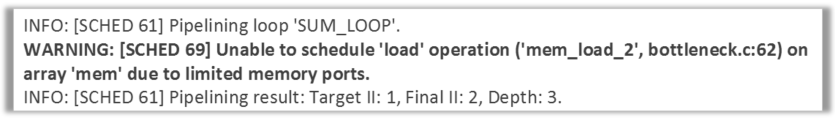 INFO: [SCHED 61] Pipelining loop 'SUM_LOOP'.
WARNING: [SCHED 69] Unable to schedule 'load' operation ('mem_load_2', bottleneck.c:62) on
array 'mem' due to limited memory ports.
INFO: [SCHED 61] Pipelining result: Target II: 1, Final II: 2, Depth: 3.